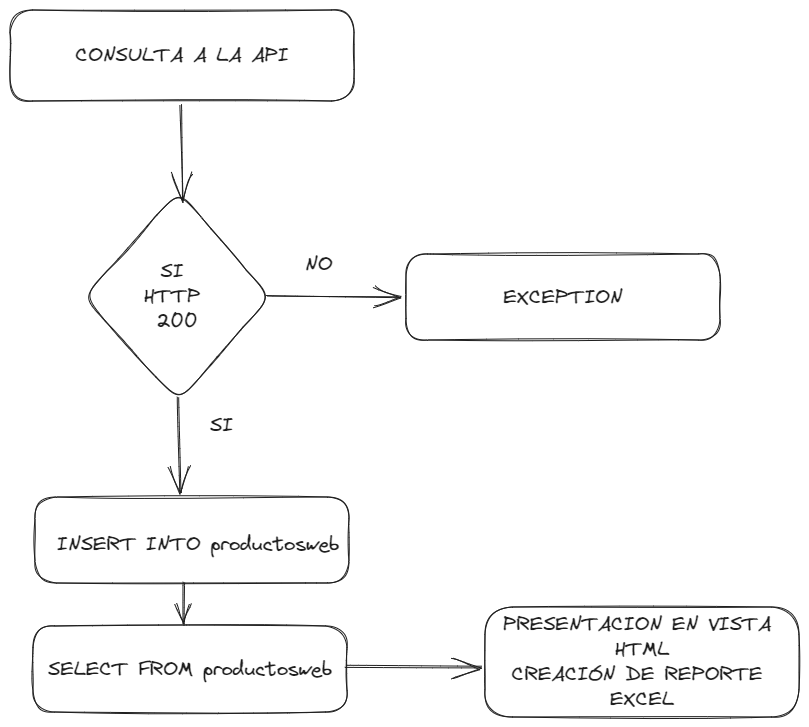 CONSULTA A LA API
SI
HTTP
200
NO
EXCEPTION
SI
INSERT INTO productosweb
SELECT FROM productosweb
PRESENTACION EN VISTA
HTML
CREACIÓN DE REPORTE
EXCEL